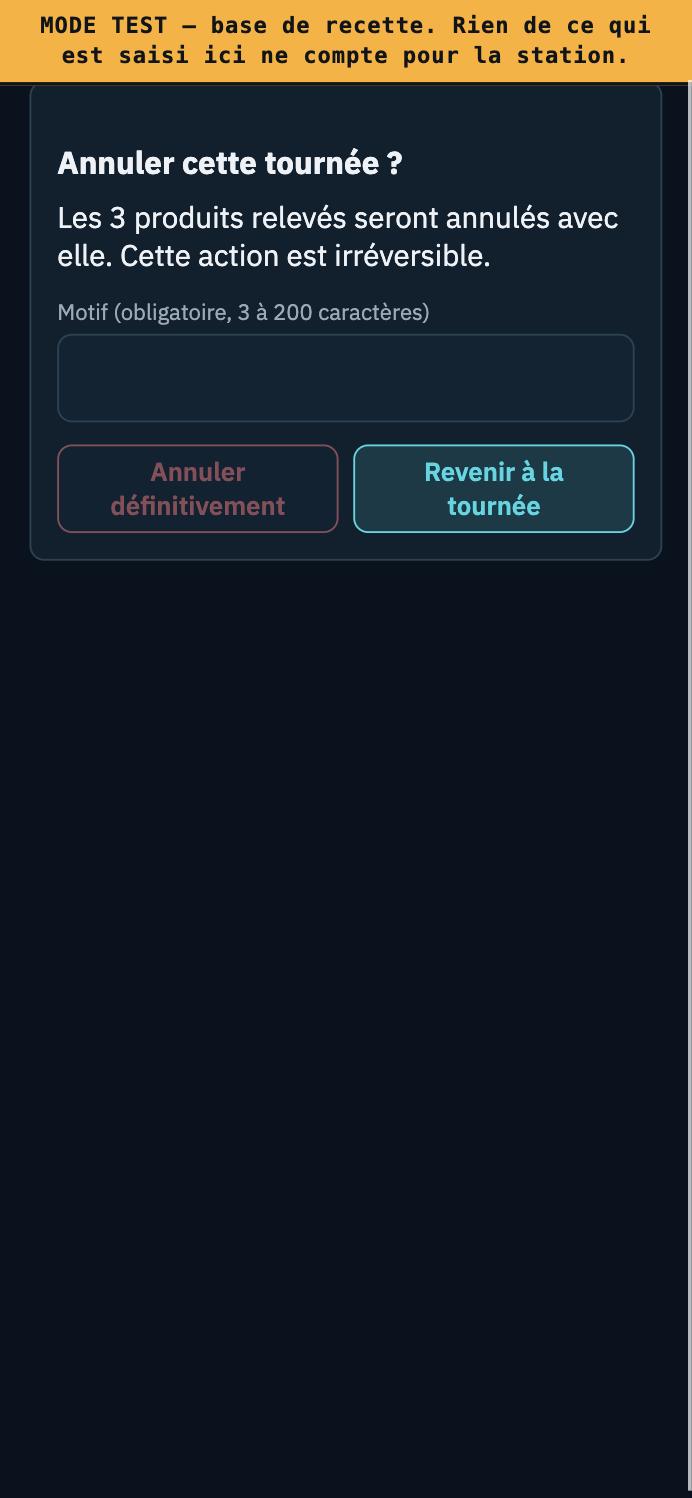 MODE TEST — base de recette. Rien de ce qui
est saisi ici ne compte pour la station.
Annuler cette tournée ?
Les 3 produits relevés seront annulés avec
elle. Cette action est irréversible.
Motif (obligatoire, 3 à 200 caractères)
Annuler
définitivement
Revenir à la
tournée